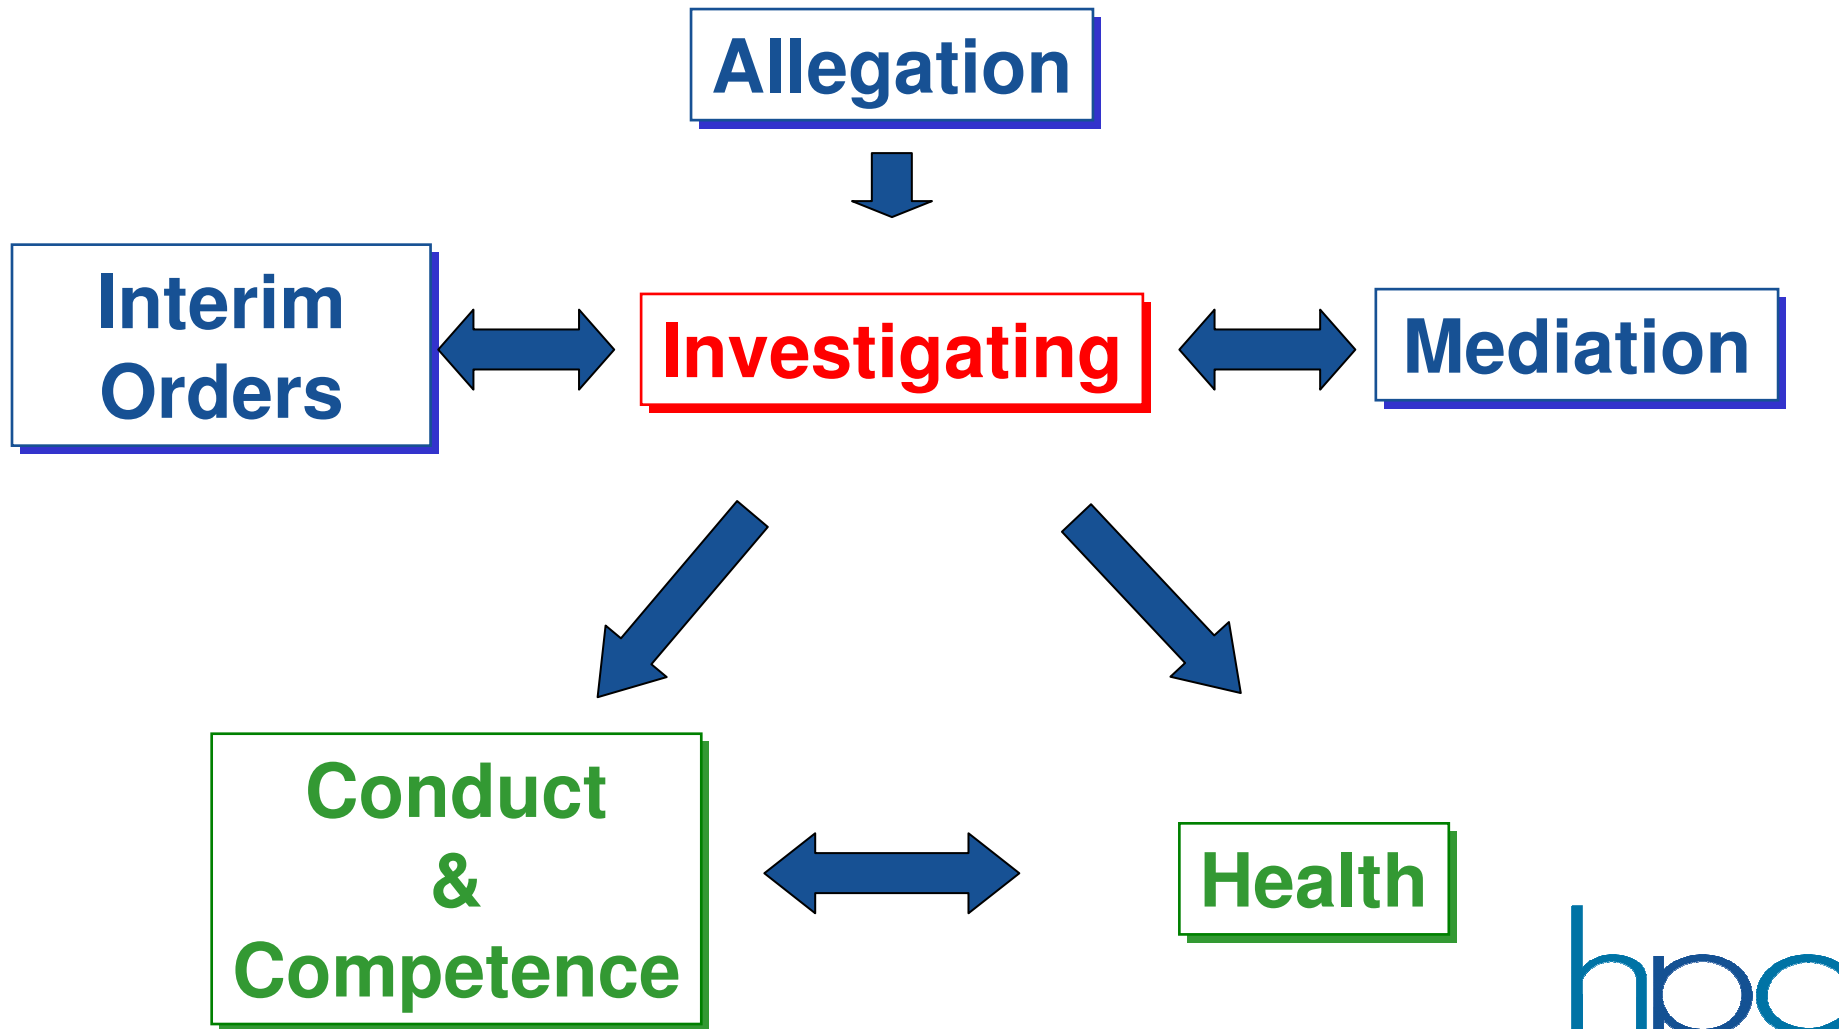 Allegation
Interim
Orders
Investigating
Mediation
Conduct
&
Competence
Health
hpc